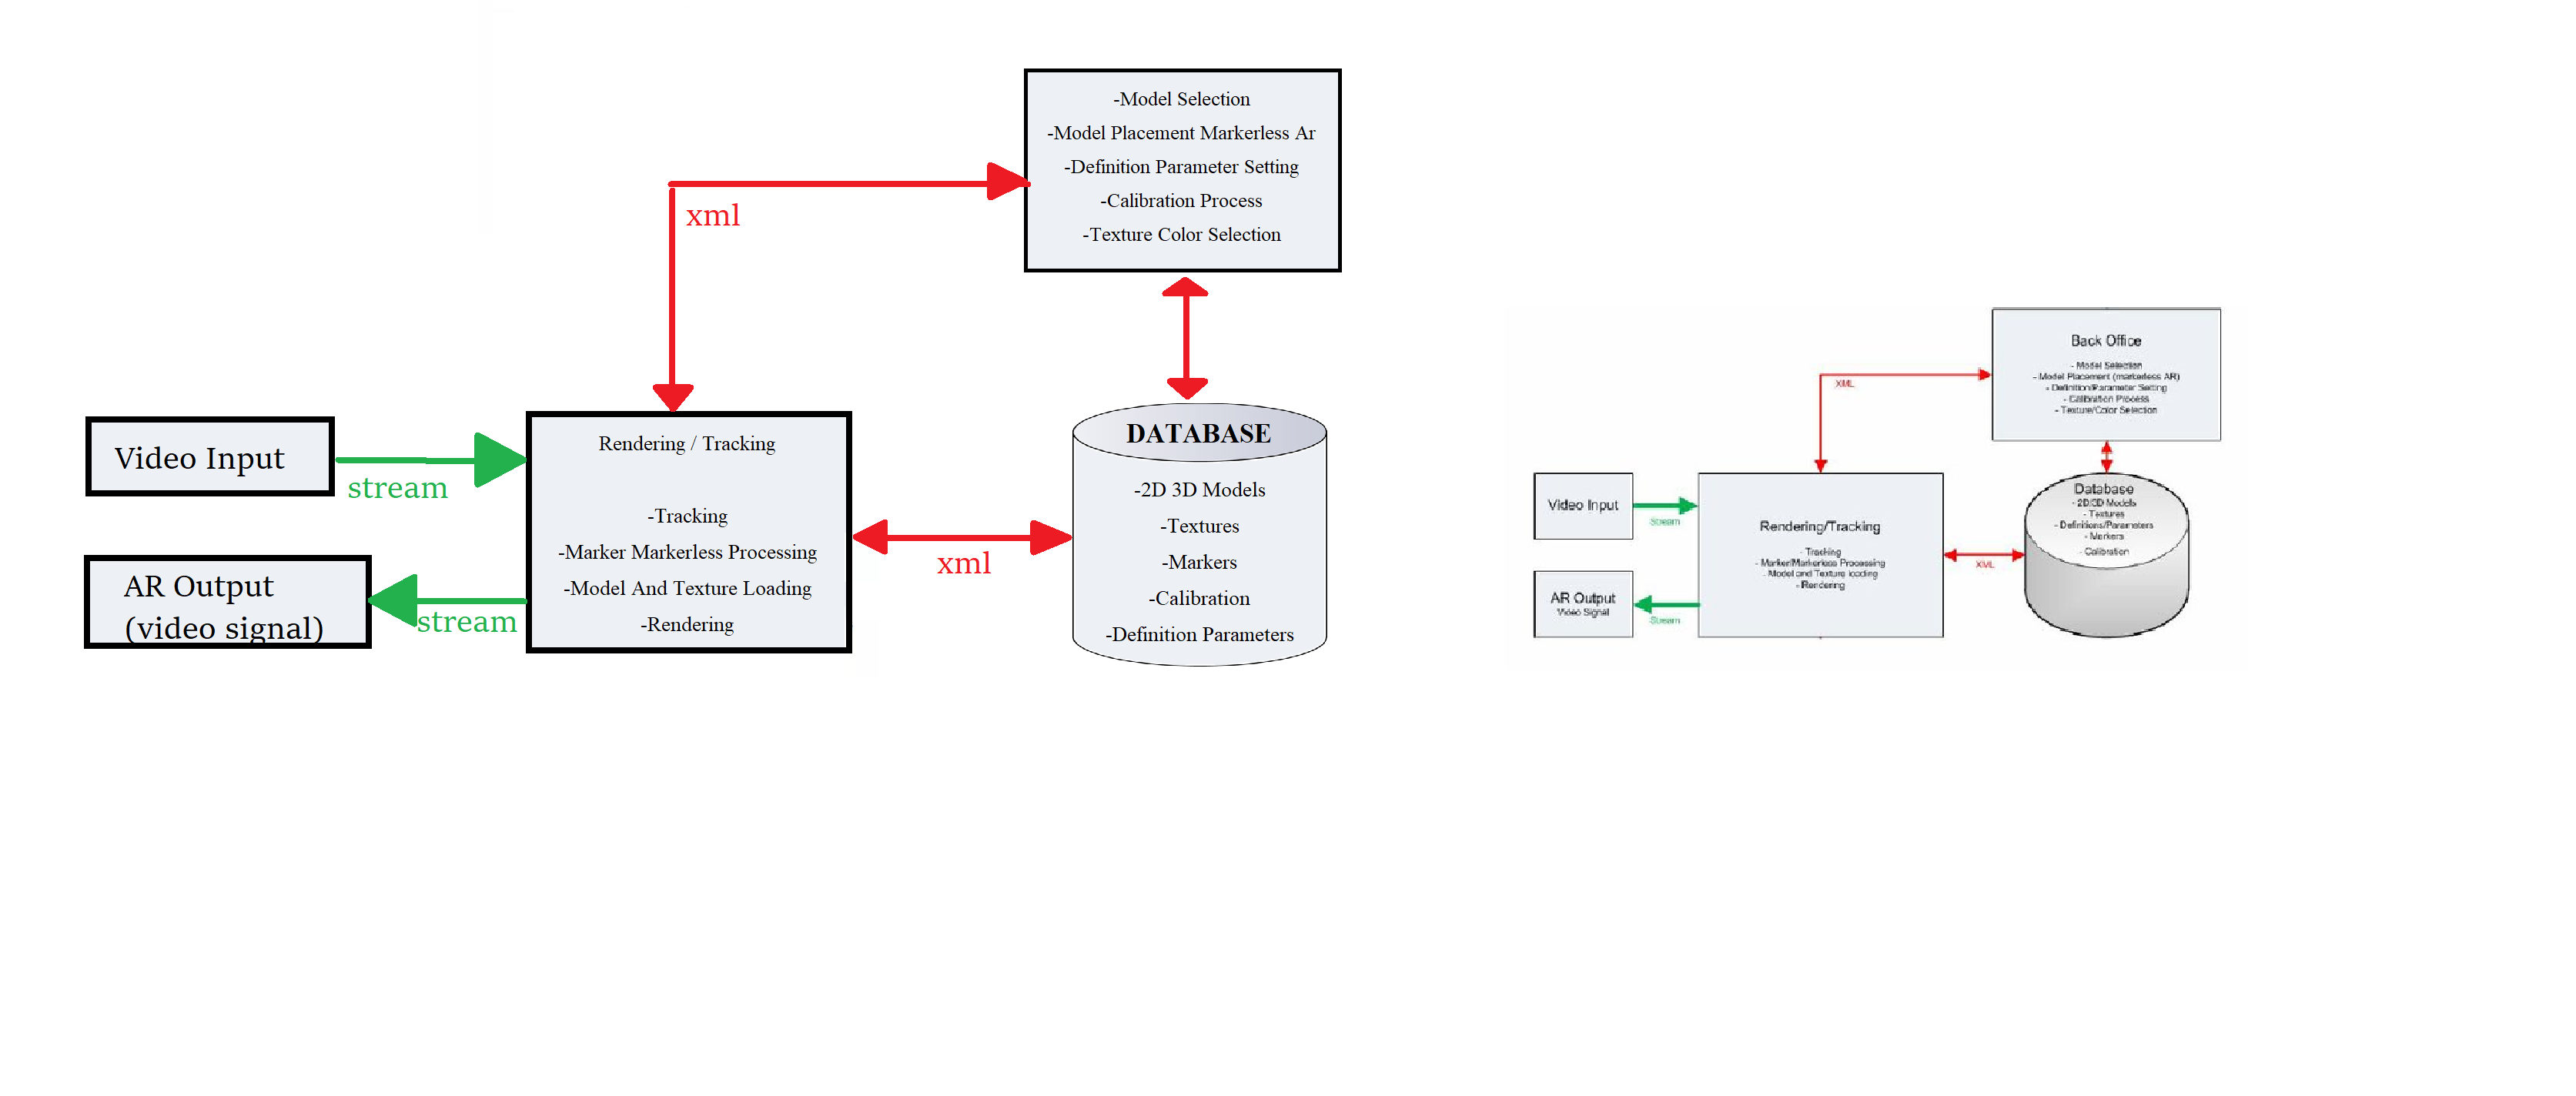 -Model Selection
-Model Placement Markerless Ar
-Definition Parameter Setting
-Calibration Process
-Texture Color Selection
xml
Video Input
stream
AR Output
(video signal)
stream
Rendering / Tracking
-Tracking
-Marker Markerless Processing
-Model And Texture Loading
-Rendering
xml
DATABASE
-2D 3D Models
-Textures
-Markers
-Calibration
-Definition Parameters
Back Office
- Model Selection
- Model Placement (markerless AR)
- Definition/Parameter Setting
- Calibration Process
- Texture/Color Selection
XML
Video Input
Stream
AR Output
Video Signal
Stream
Rendering/Tracking
- Tracking
- Marker/Markerless Processing
- Model and Texture loading
- Rendering
XML
Database
- 2D/3D Models
- Textures
- Definitions/Parameters
- Markers
- Calibration